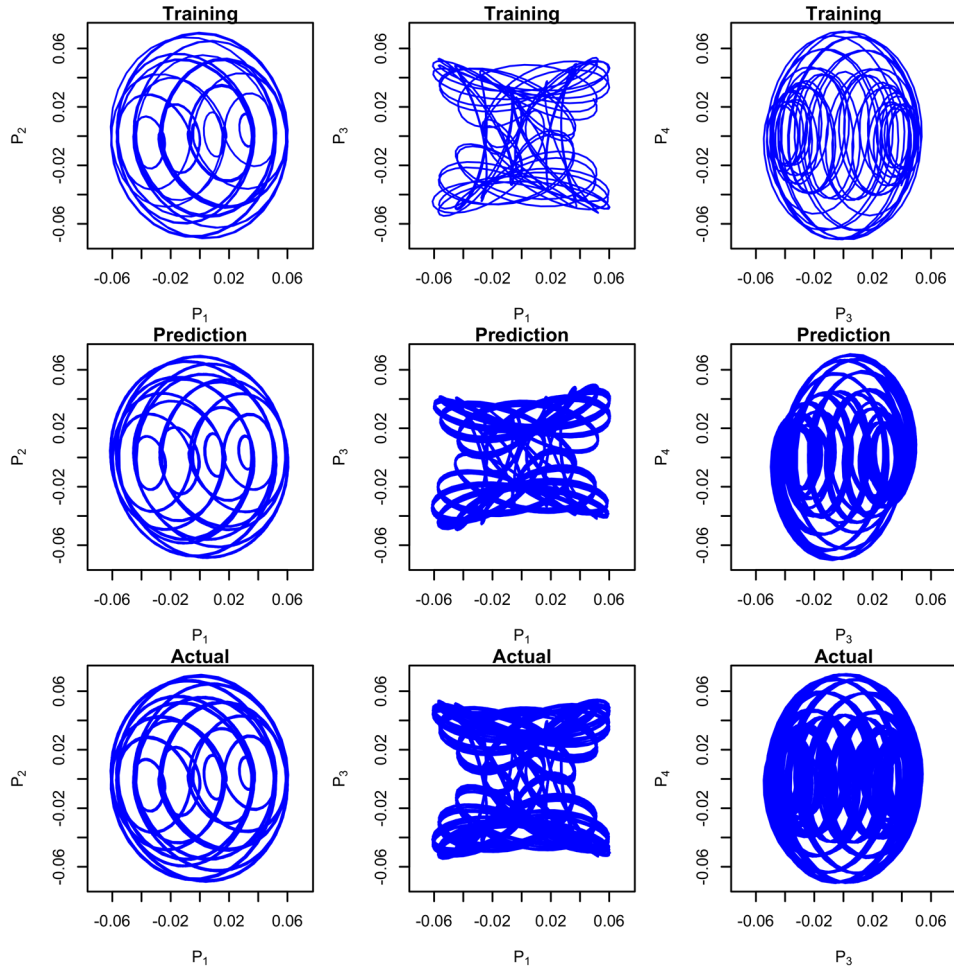 Training Training Training
0.06 0.06 0.06
0.02 0.02 0.02
P2 P3 P4
-0.02 -0.02 -0.02
-0.06 -0.06 -0.06
-0.06 -0.02 0.02 0.06 -0.06 -0.02 0.02 0.06 -0.06 -0.02 0.02 0.06
P1 P1 P3
Prediction Prediction Prediction
0.06 0.06 0.06
0.02 0.02 0.02
P2 P3 P4
-0.02 -0.02 -0.02
-0.06 -0.06 -0.06
-0.06 -0.02 0.02 0.06 -0.06 -0.02 0.02 0.06 -0.06 -0.02 0.02 0.06
P1 P1 P3
Actual Actual Actual
0.06 0.06 0.06
0.02 0.02 0.02
P2 P3 P4
-0.02 -0.02 -0.02
-0.06 -0.06 -0.06
-0.06 -0.02 0.02 0.06 -0.06 -0.02 0.02 0.06 -0.06 -0.02 0.02 0.06
P1 P1 P3